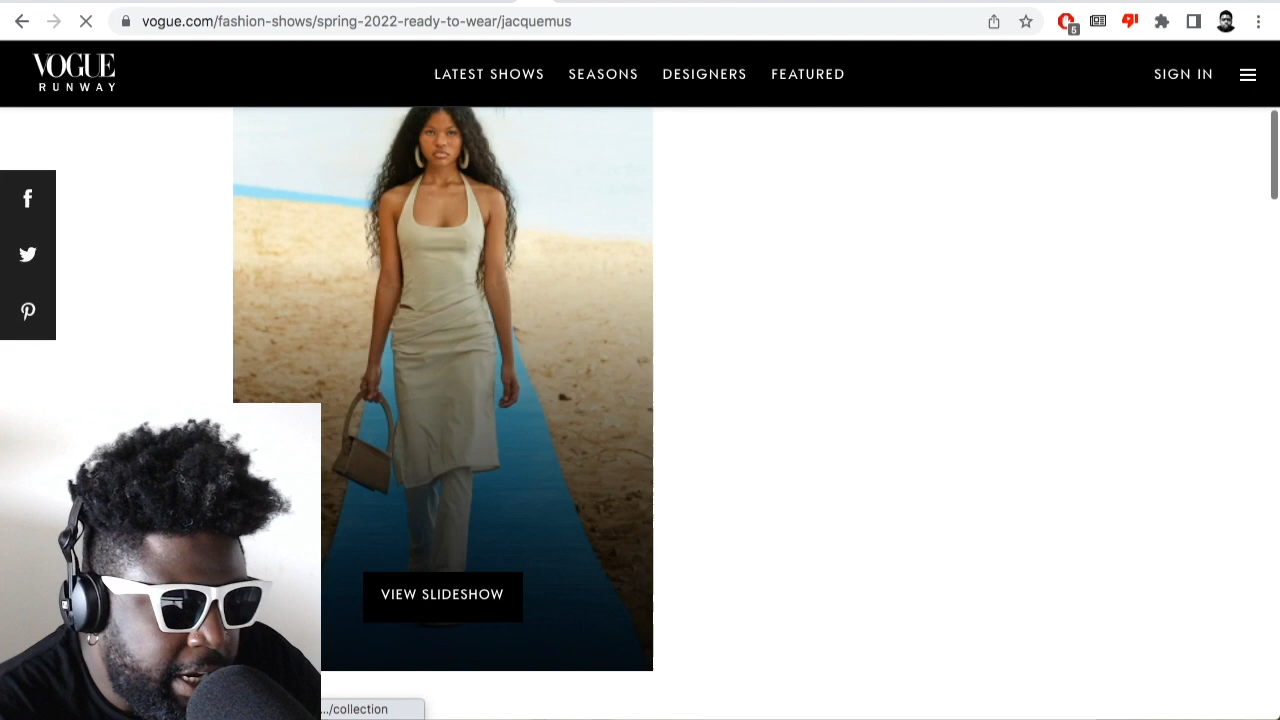 vogue.com/fashion-shows/spring-2022-ready-to-wear/jacquemus
5
VOGUE
RUNWAY
LATEST SHOWS SEASONS DESIGNERS FEATURED
SIGN IN
VIEW SLIDESHOW
.../collection